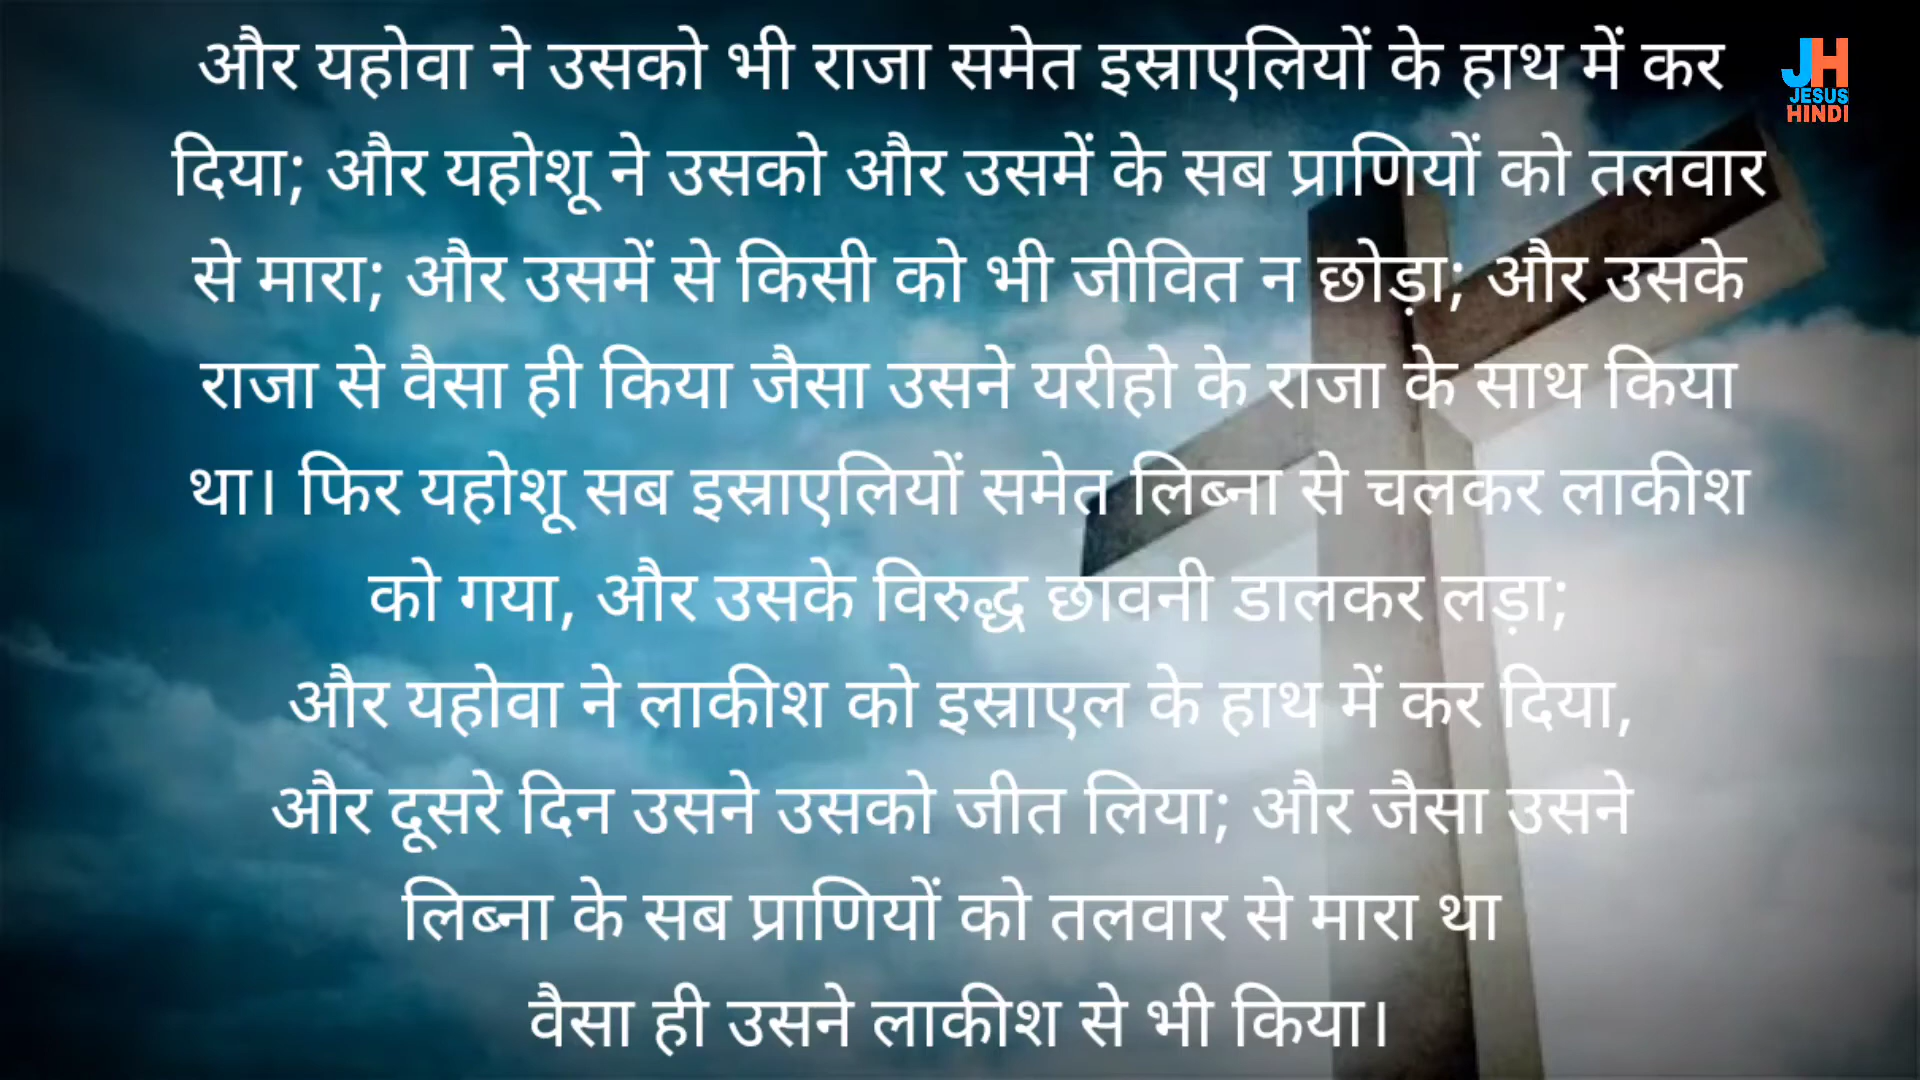 और यहोवा ने उसको भी राजा समेत इस्राएलियों के हाथ में कर
दिया; और यहोशू ने उसको और उसमें के सब प्राणियों को तलवार
से मारा; और उसमें से किसी को भी जीवित न छोड़ा; और उसके
राजा से वैसा ही किया जैसा उसने यरीहो के राजा के साथ किया
था। फिर यहोशू सब इस्राएलियों समेत लिब्ना से चलकर लाकीश
को गया, और उसके विरुद्ध छावनी डालकर लड़ा;
और यहोवा ने लाकीश को इस्राएल के हाथ में कर दिया,
और दूसरे दिन उसने उसको जीत लिया; और जैसा उसने
लिब्ना के सब प्राणियों को तलवार से मारा था
वैसा ही उसने लाकीश से भी किया।
JH
JESUS
HINDI